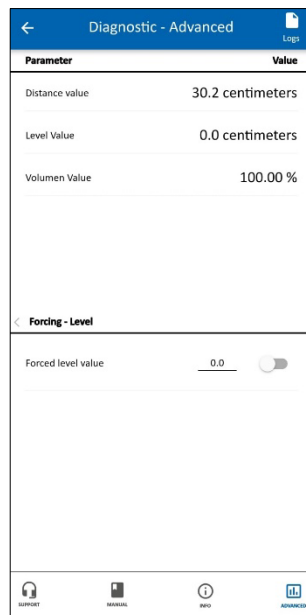 Diagnostic - Advanced
Logs
Parameter Value
Distance value 30.2 centimeters
Level Value 0.0 centimeters
Volumen Value 100.00 %
Forcing - Level
Forced level value 0.0
SUPPORT MANUAL INFO ADVANCED